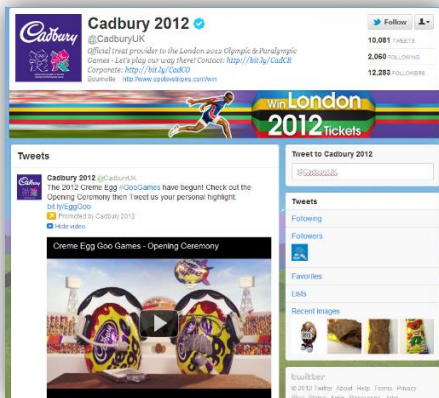 Cadbury
Cadbury 2012
@CadburyUK
Official treat provider to the London 2012 Olympic & Paralympic
Games - Let's play our way there! Contact: http://bit.ly/CadCR
Corporate: http://bit.ly/CadCO
Bournville http://www.spotsvstripes.com/win
Follow
10,081 TWEETS
2,060 FOLLOWING
12,283 FOLLOWERS
Win London
2012 Tickets
Tweets
Cadbury 2012 @CadburyUK
The 2012 Creme Egg #GooGames have begun! Check out the
Opening Ceremony then Tweet us your personal highlight
bit.ly/EggGoo
Promoted by Cadbury 2012
Hide video
Creme Egg Goo Games - Opening Ceremony
Tweet to Cadbury 2012
@CadburyUK
Tweets
Following
Followers
Favorites
Lists
Recent images
twitter
© 2012 Twitter About Help Terms Privacy